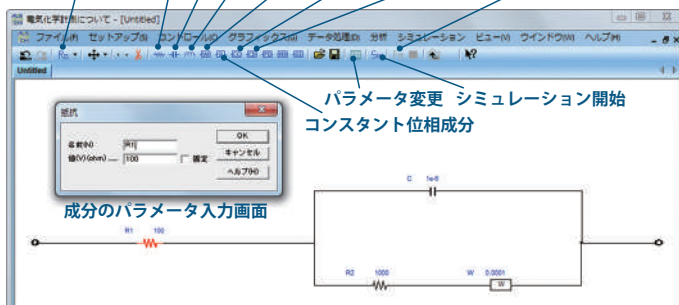 電気化学計測について - [Untitled]
ファイル(F) セットアップ(S) コントロール(C) グラフィックス(G) データ処理(D) 分析 シミュレーション ビュー(V) ウインドウ(W) ヘルプ(H)
Untitled
パラメータ変更 シミュレーション開始
コンスタント位相成分
抵抗
名前(N) R1
値(V)(ohm) 100 固定
OK
キャンセル
ヘルプ(H)
成分のパラメータ入力画面
C 1e-6
R1 100
R2 1000 W 0.0001
W